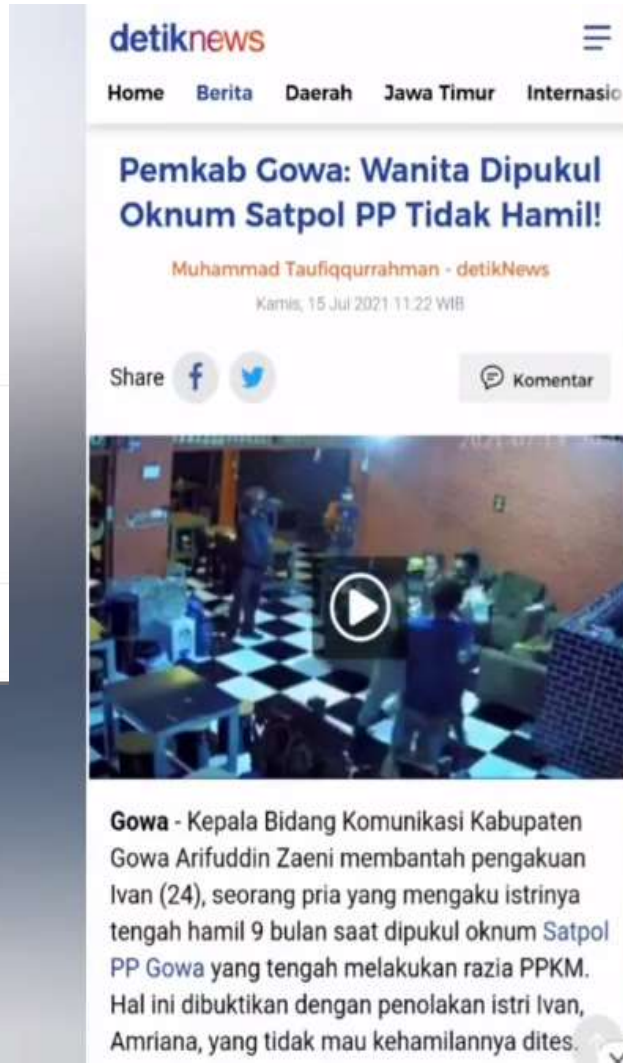 detiknews
Home Berita Daerah Jawa Timur Internasio
Pemkab Gowa: Wanita Dipukul
Oknum Satpol PP Tidak Hamil!
Muhammad Taufiqqurrahman - detikNews
Kamis, 15 Jul 2021 11:22 WIB
Share
Komentar
Gowa - Kepala Bidang Komunikasi Kabupaten
Gowa Arifuddin Zaeni membantah pengakuan
Ivan (24), seorang pria yang mengaku istrinya
tengah hamil 9 bulan saat dipukul oknum Satpol
PP Gowa yang tengah melakukan razia PPKM.
Hal ini dibuktikan dengan penolakan istri Ivan,
Amriana, yang tidak mau kehamilannya dites.